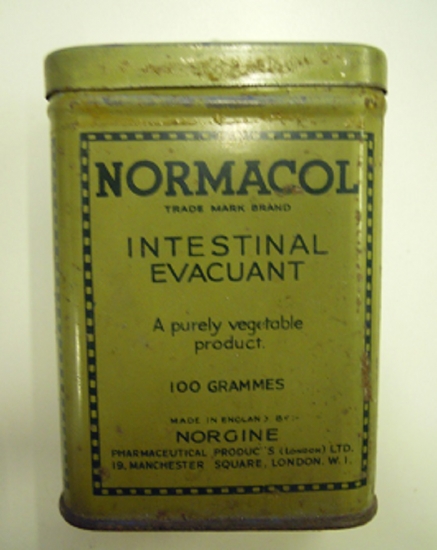 NORMACOL
TRADE MARK BRAND
INTESTINAL
EVACUANT
A purely vegetable
product.
100 GRAMMES
MADE IN ENGLAND BY:-
NORGINE
PHARMACEUTICAL PRODUCTS (LONDON) LTD.
19, MANCHESTER SQUARE, LONDON. W. 1.